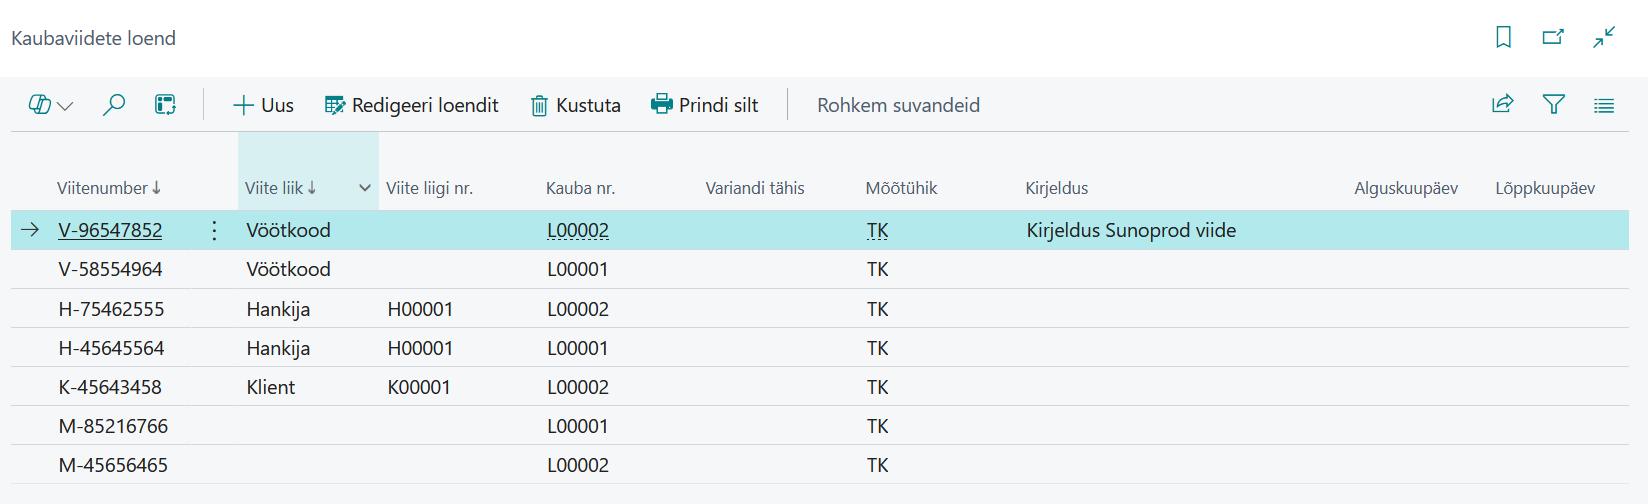 Kaubaviidete loend
Uus Redigeeri loendit Kustuta Prindi silt Rohkem suvandeid
Viitenumber↓ Viite liik↓ Viite liigi nr. Kauba nr. Variandi tähis Mõõtühik Kirjeldus Alguskuupäev Lõppkuupäev
V-96547852 Vöötkood L00002 TK Kirjeldus Sunoprod viide
V-58554964 Vöötkood L00001 TK
H-75462555 Hankija H00001 L00002 TK
H-45645564 Hankija H00001 L00001 TK
K-45643458 Klient K00001 L00002 TK
M-85216766 L00001 TK
M-45656465 L00002 TK